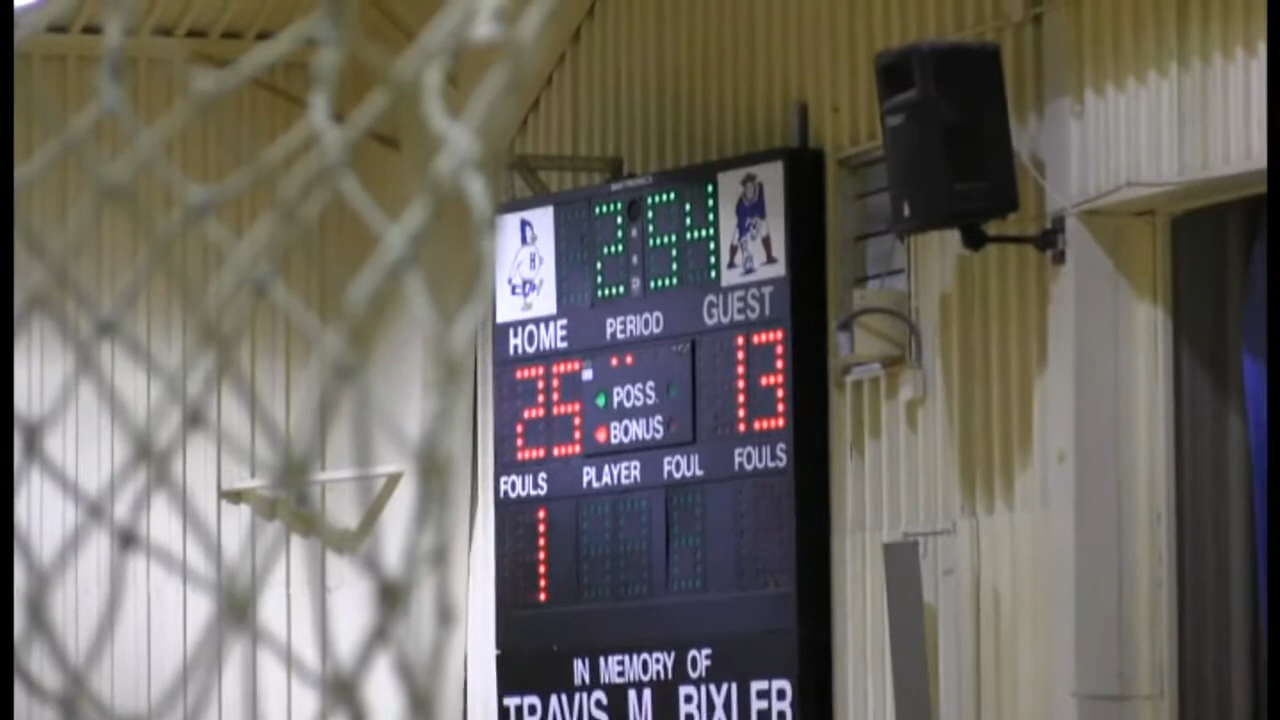 2 54
H
HOME PERIOD GUEST
25 POSS. 13
BONUS
FOULS PLAYER FOUL FOULS
1
IN MEMORY OF
TRAVIS M. BIXLER